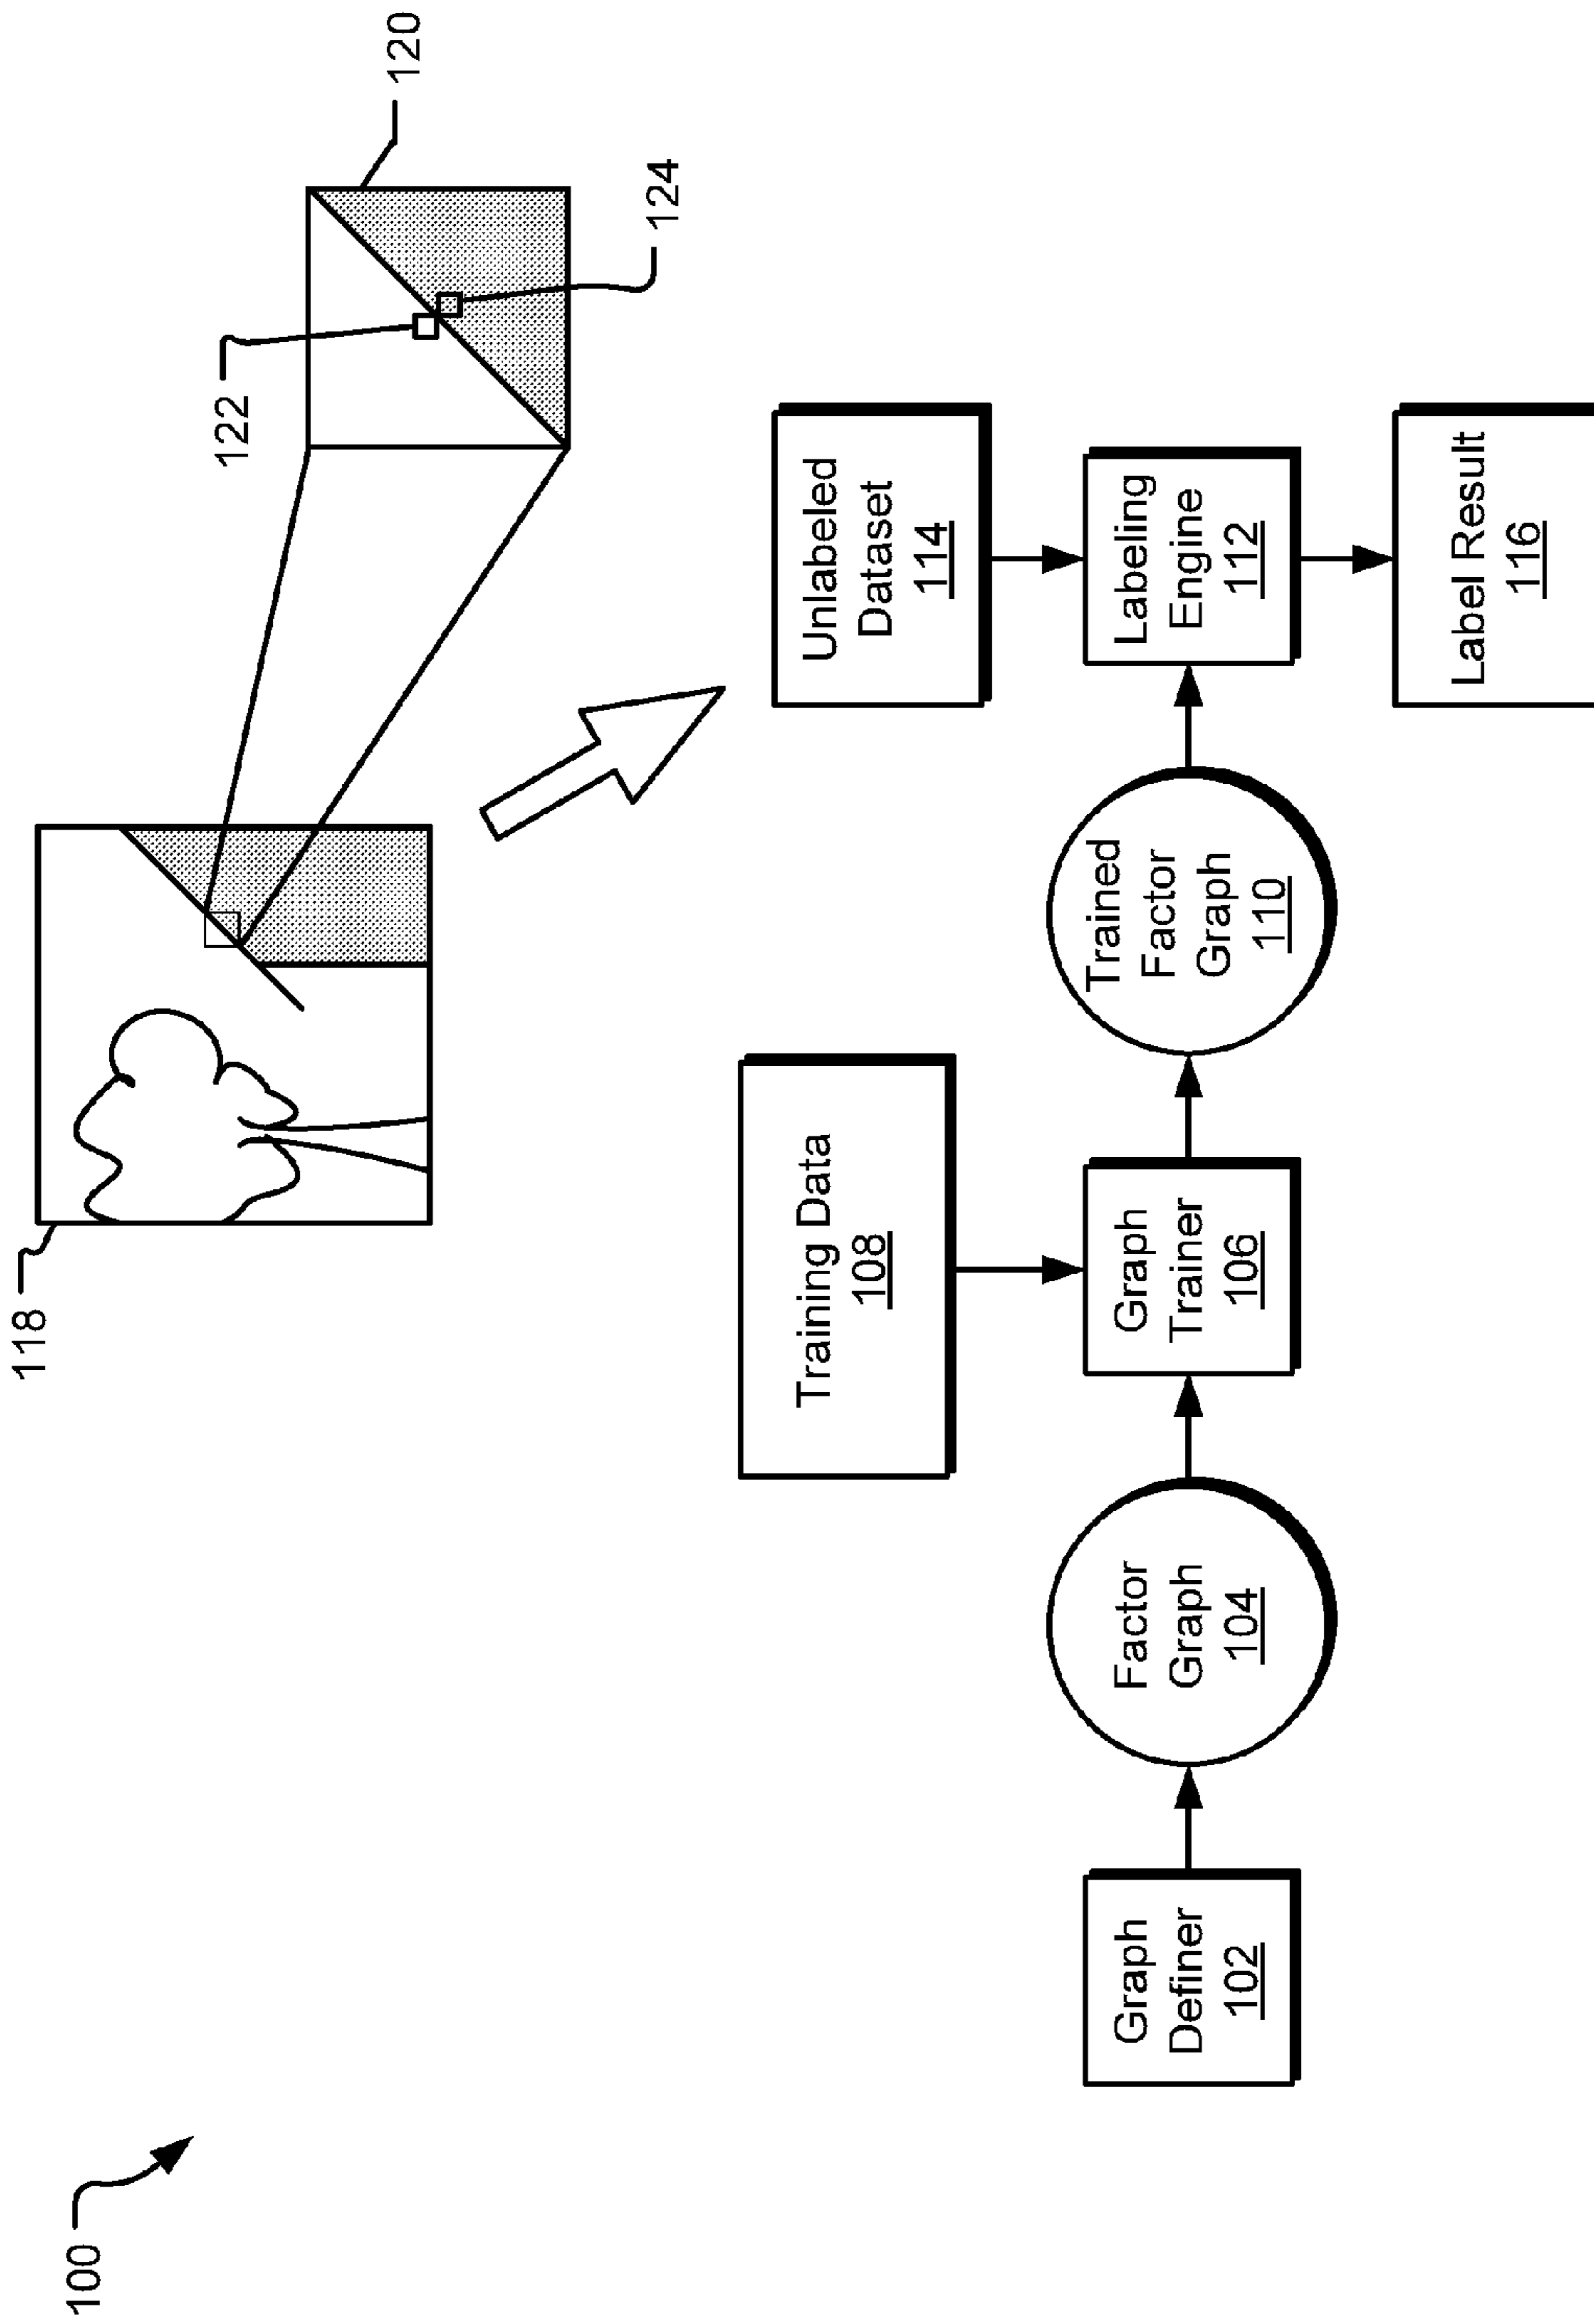 100
118
120
122
124
Training Data
108
Unlabeled
Dataset
114
Graph
Definer
102
Factor
Graph
104
Graph
Trainer
106
Trained
Factor
Graph
110
Labeling
Engine
112
Label Result
116